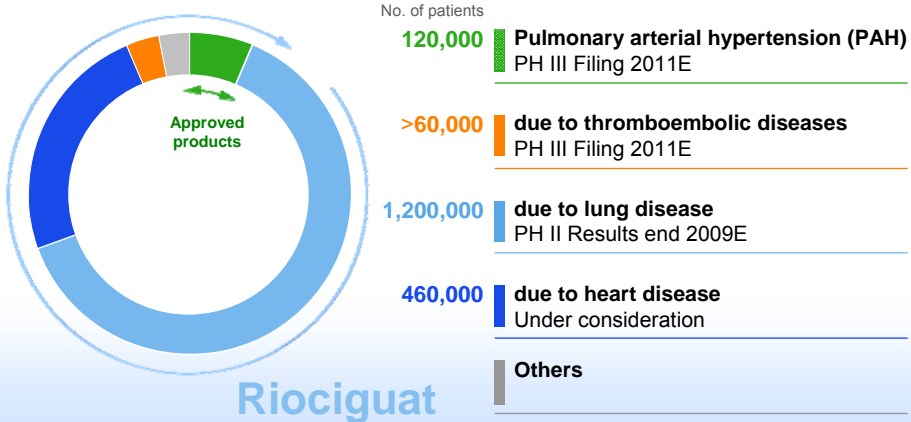 No. of patients
120,000 Pulmonary arterial hypertension (PAH)
PH III Filing 2011E
Approved
products
>60,000 due to thromboembolic diseases
PH III Filing 2011E
1,200,000 due to lung disease
PH II Results end 2009E
460,000 due to heart disease
Under consideration
Others
Riociguat